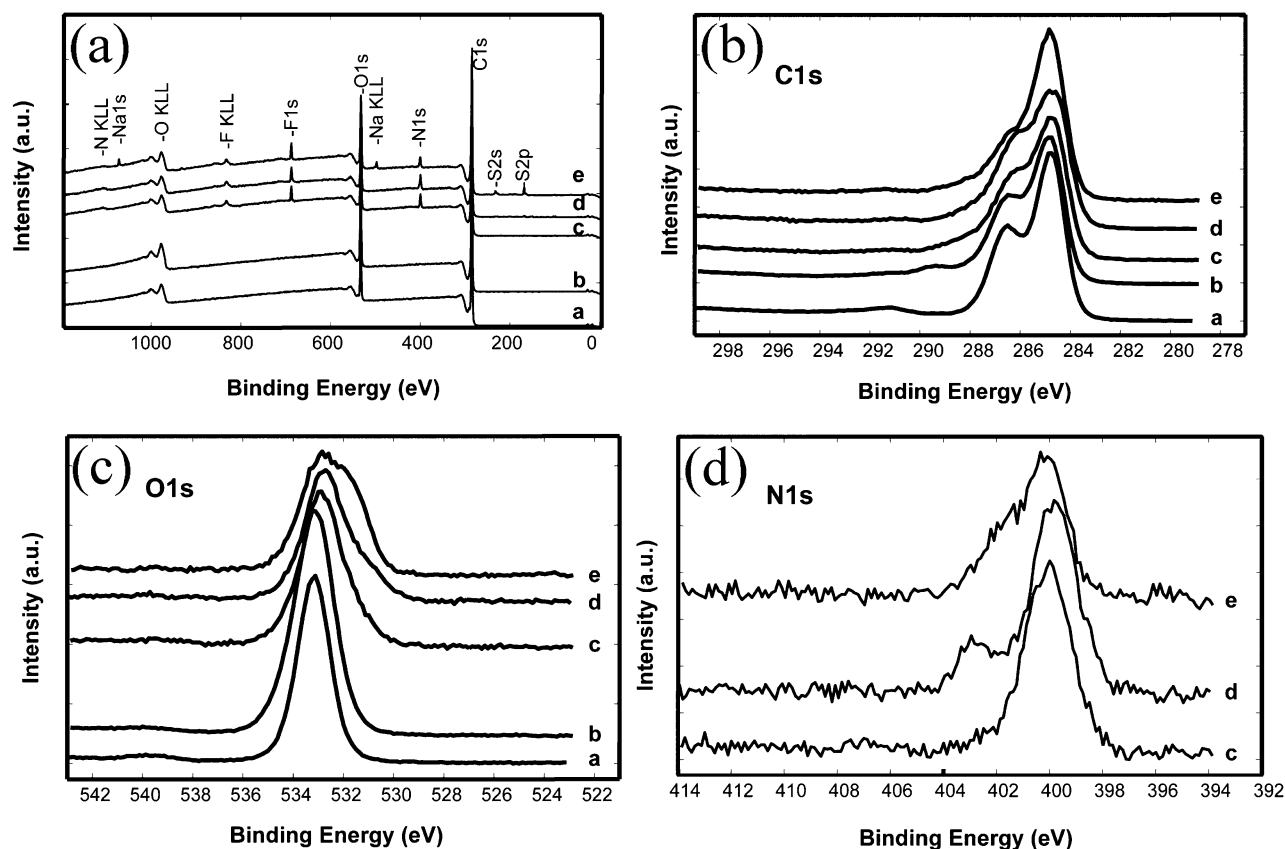 (a)
Intensity (a.u.)
-N KLL
-Na1s
-O KLL
-F KLL
-F1s
-O1s
-Na KLL
-N1s
C1s
-S2s
S2p
e
d
c
b
a
1000 800 600 400 200 0
Binding Energy (eV)
(b)
C1s
Intensity (a.u.)
e
d
c
b
a
298 296 294 292 290 288 286 284 282 280 278
Binding Energy (eV)
(c)
O1s
Intensity (a.u.)
e
d
c
b
a
542 540 538 536 534 532 530 528 526 524 522
Binding Energy (eV)
(d)
N1s
Intensity (a.u.)
e
d
c
414 412 410 408 406 404 402 400 398 396 394 392
Binding Energy (eV)